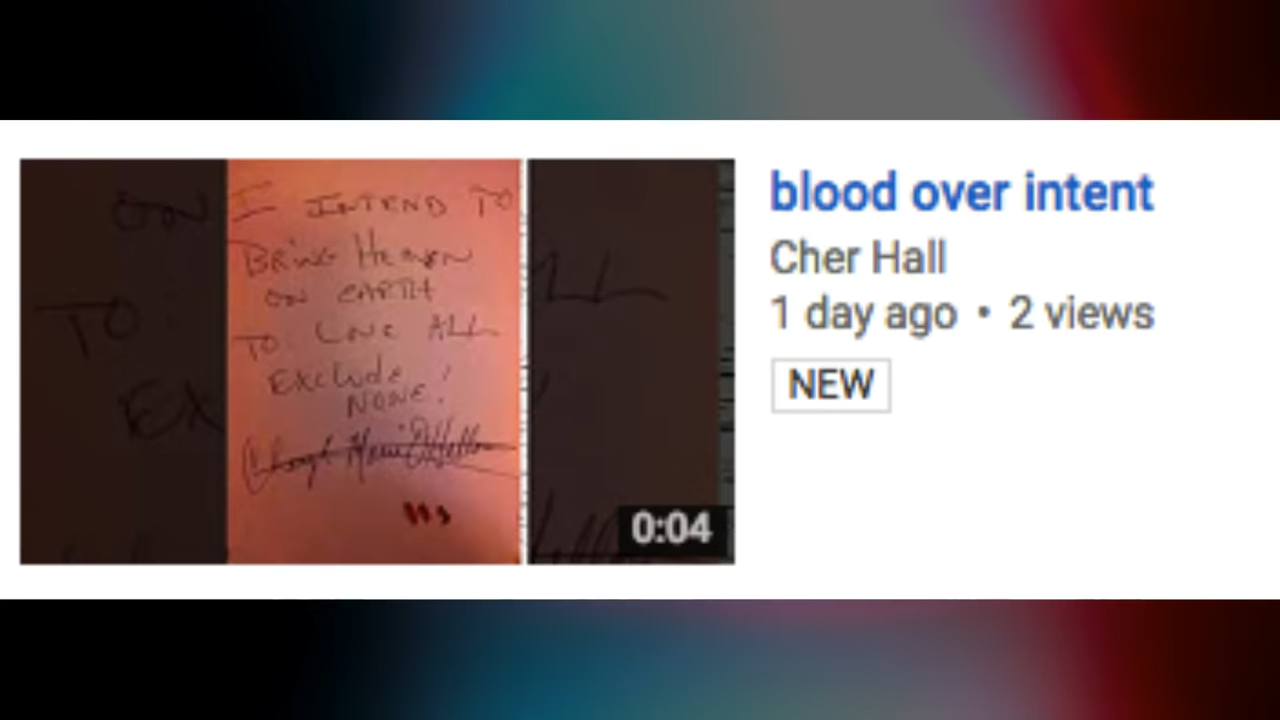 I INTEND TO
BRING HEAVEN
ON EARTH
TO LOVE ALL
EXCLUDE
NONE!
0:04
blood over intent
Cher Hall
1 day ago • 2 views
NEW